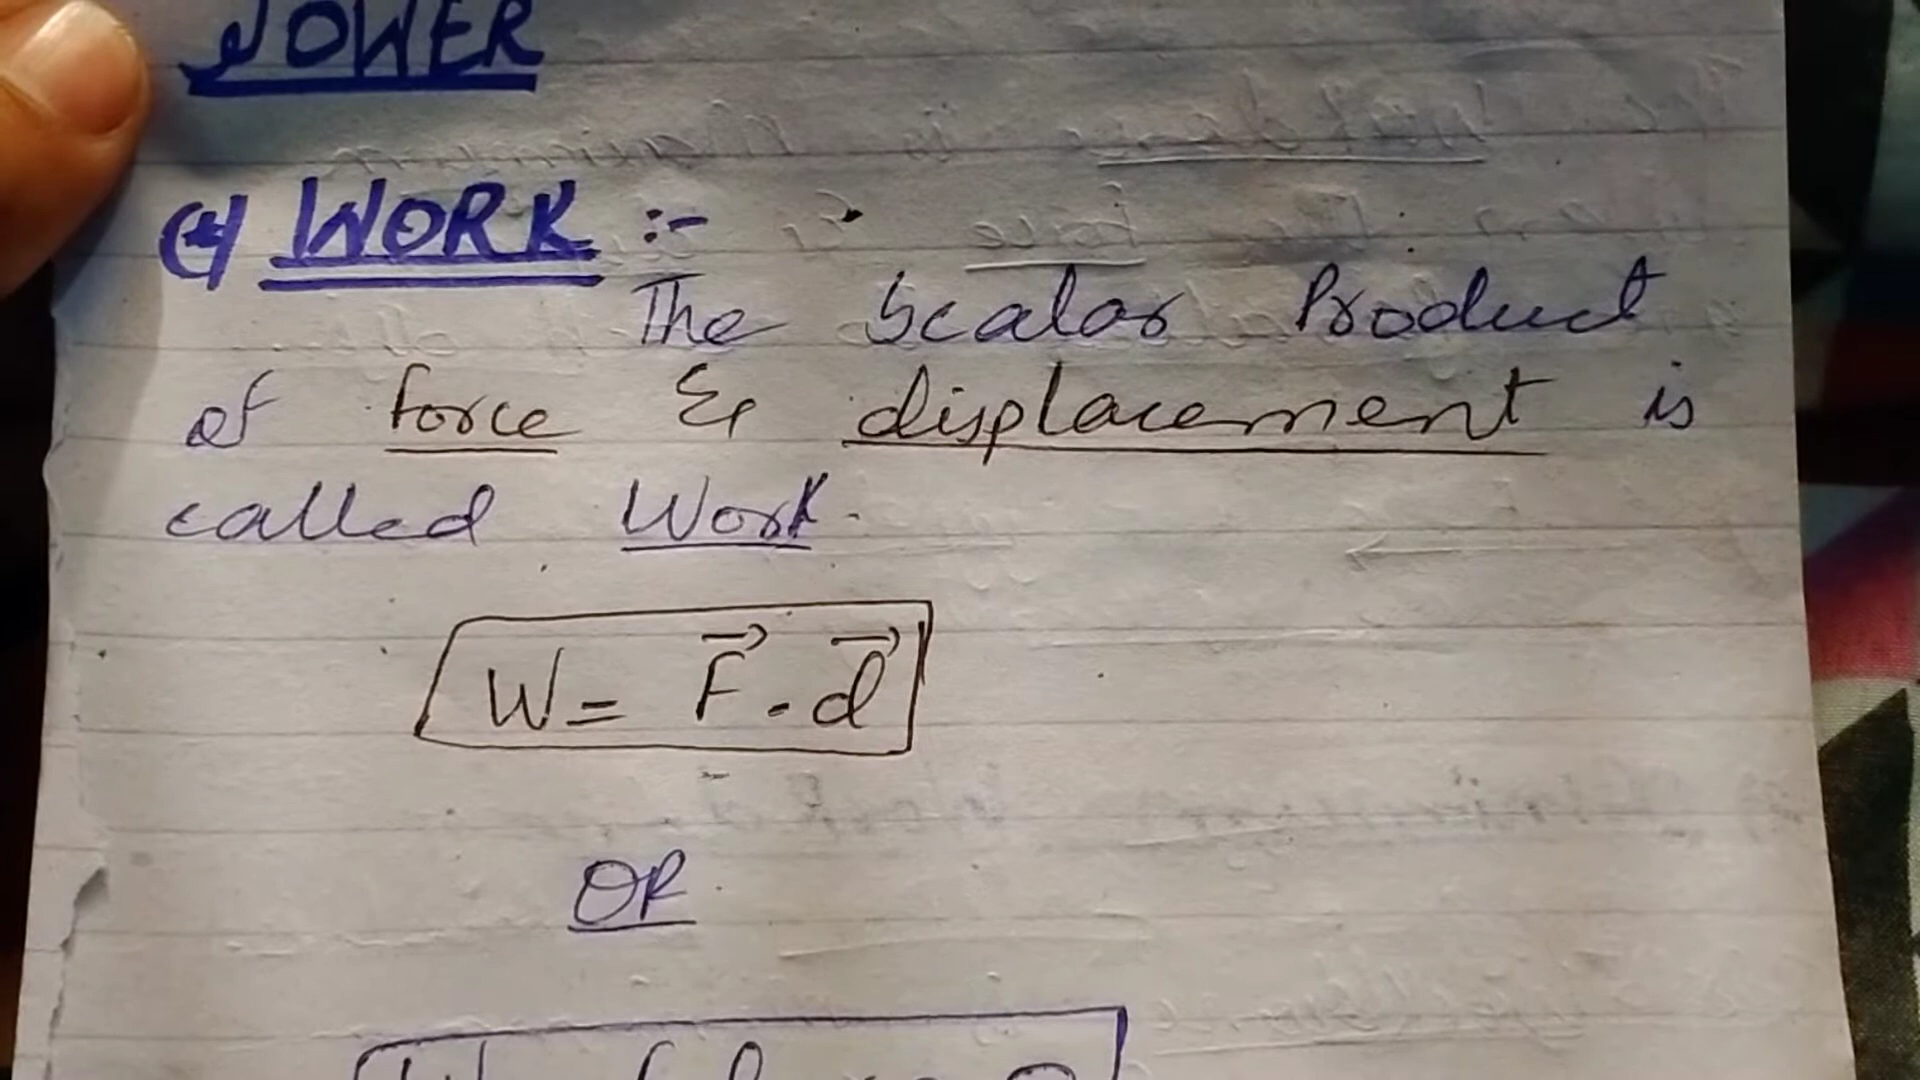 POWER
(*) WORK :-
The Scalar Product
of force & displacement is
called Work.
W = F⃗ . d⃗
OR